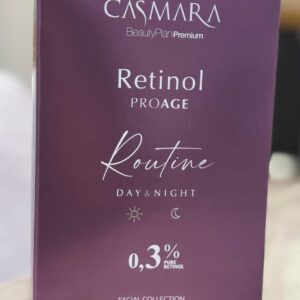 CASMARA
BeautyPlanPremium
Retinol
PROAGE
Routine
DAY & NIGHT
0,3%
PURE RETINOL
FACIAL COLLECTION